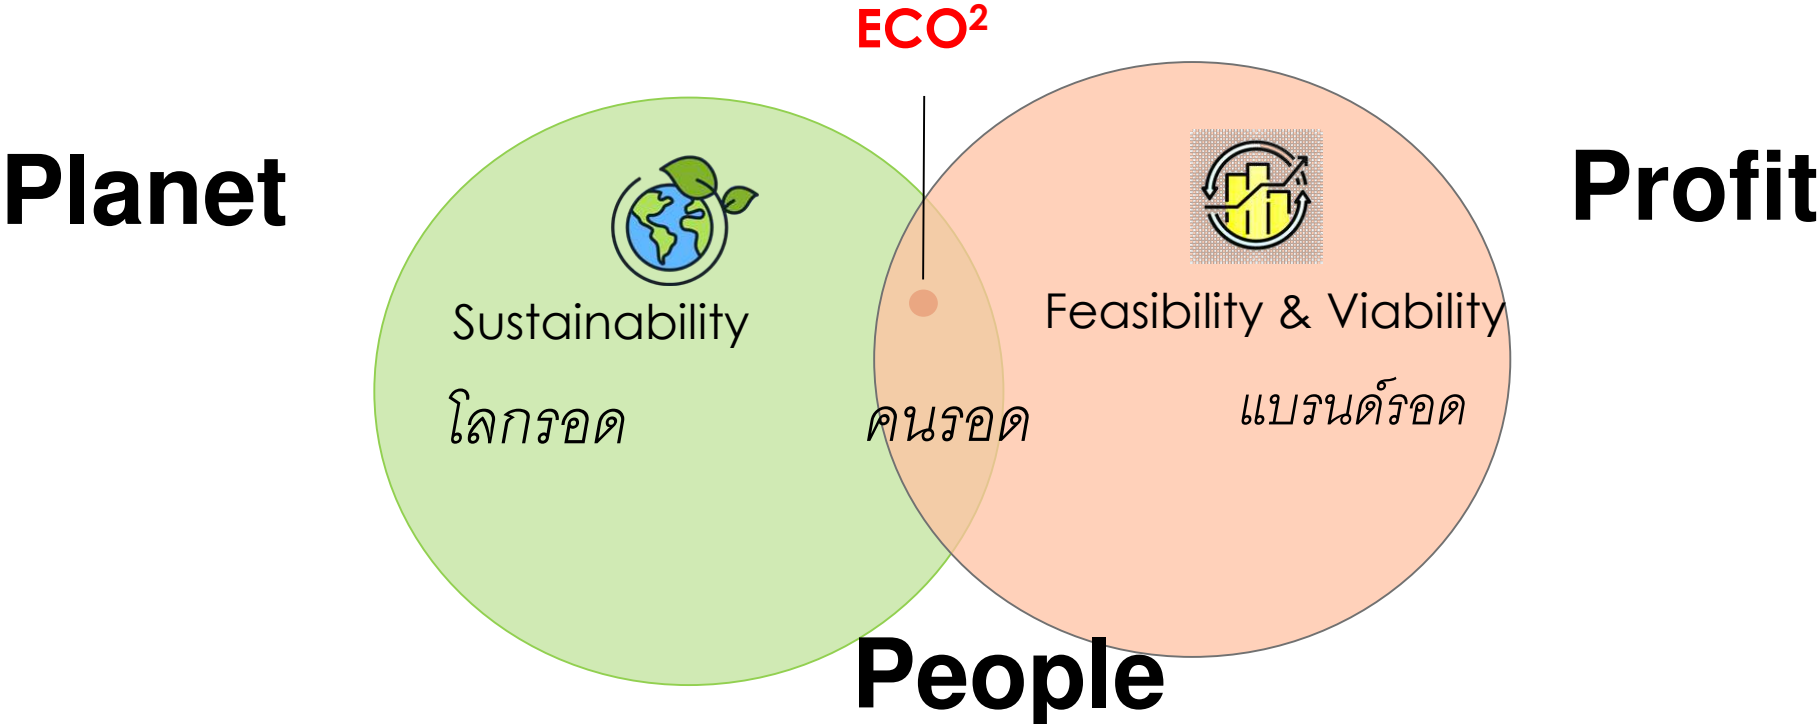 ECO²
Planet
Profit
Sustainability
Feasibility & Viability
โลกรอด
คนรอด
แบรนด์รอด
People